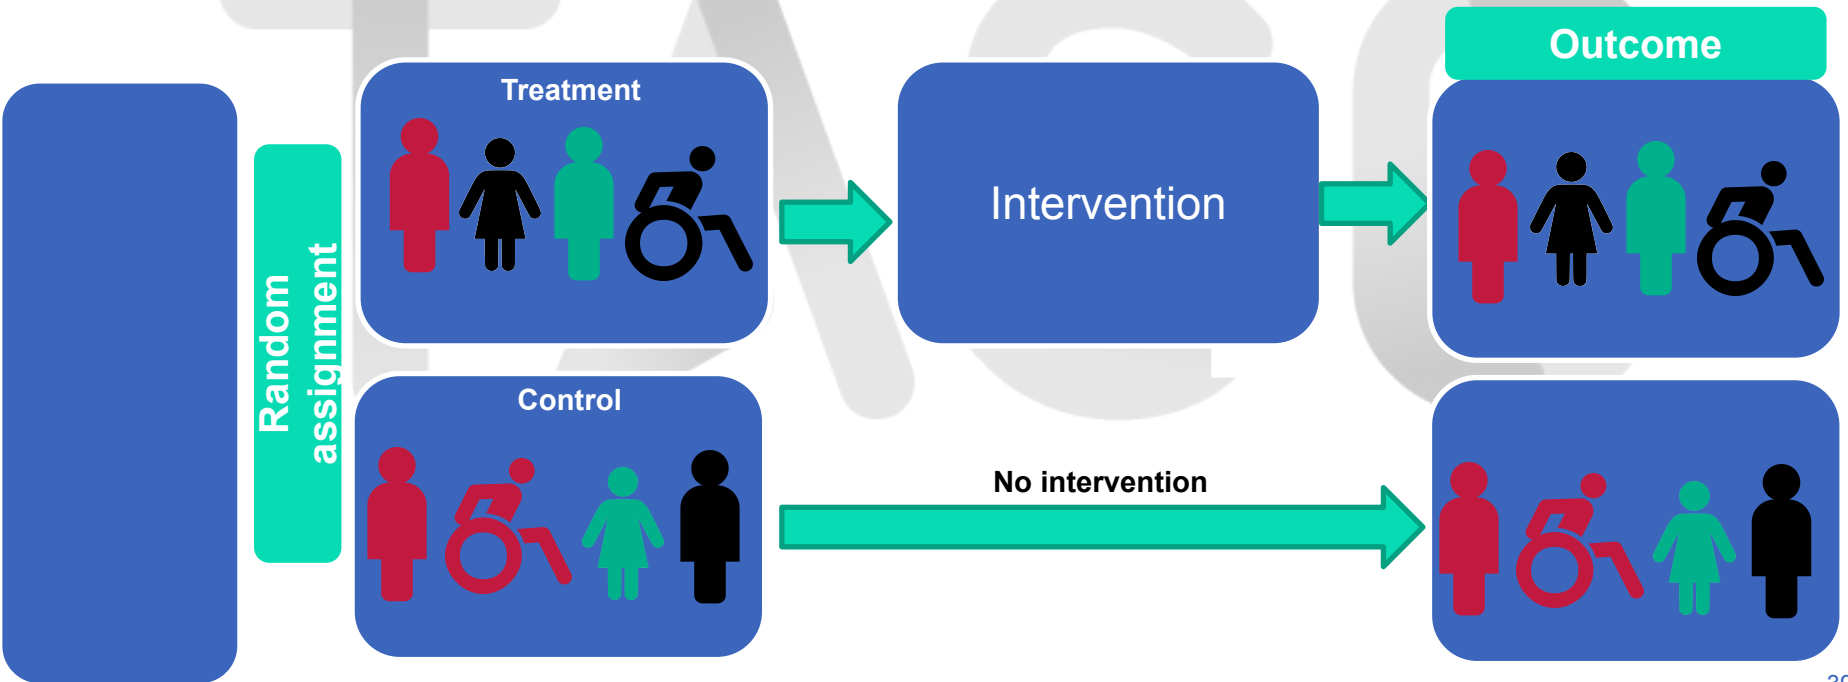 Outcome
Treatment
Random
assignment
Intervention
Control
No intervention